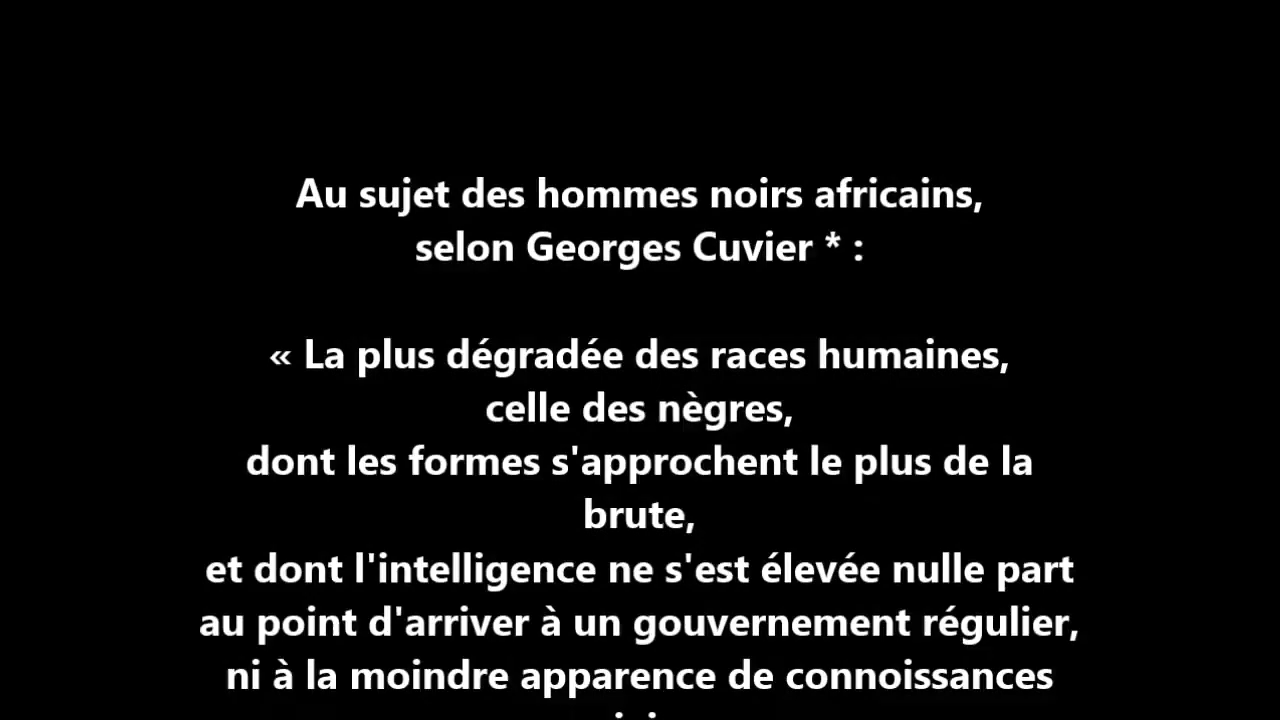 Au sujet des hommes noirs africains,
selon Georges Cuvier * :
« La plus dégradée des races humaines,
celle des nègres,
dont les formes s'approchent le plus de la
brute,
et dont l'intelligence ne s'est élevée nulle part
au point d'arriver à un gouvernement régulier,
ni à la moindre apparence de connoissances